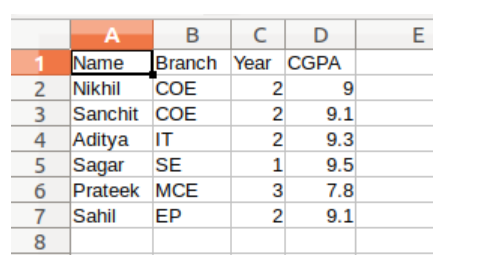 A B C D E
1 Name Branch Year CGPA
2 Nikhil COE 2 9
3 Sanchit COE 2 9.1
4 Aditya IT 2 9.3
5 Sagar SE 1 9.5
6 Prateek MCE 3 7.8
7 Sahil EP 2 9.1
8